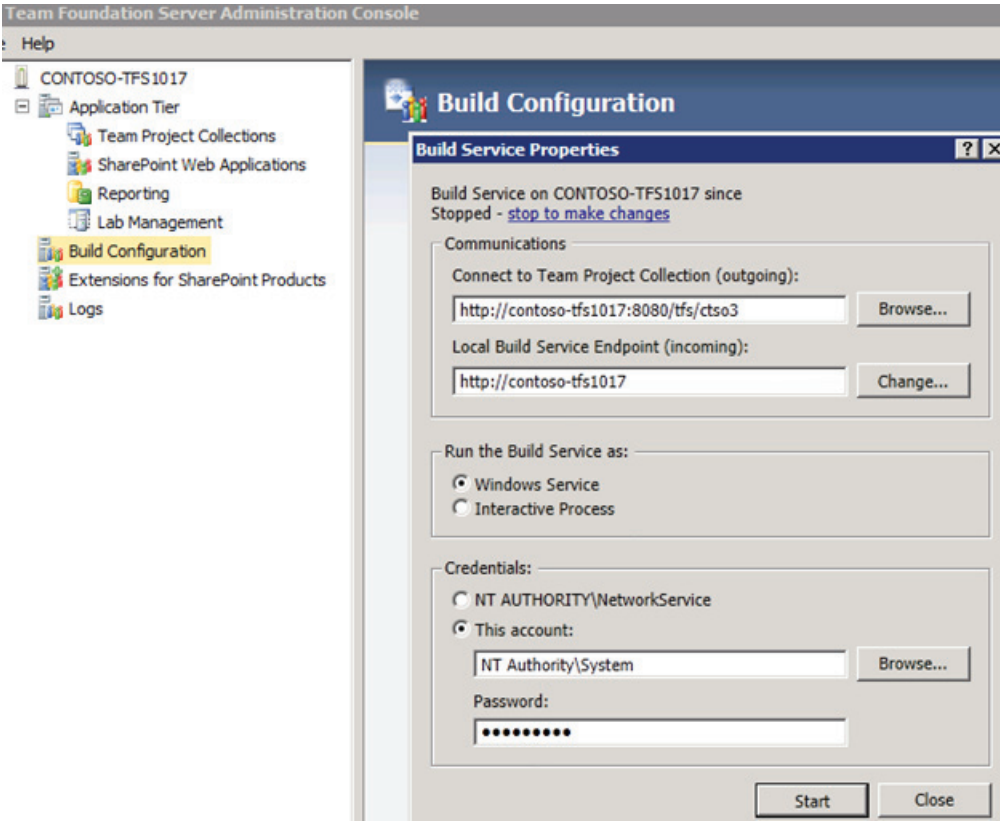 Team Foundation Server Administration Console
Help
CONTOSO-TFS1017
Application Tier
Team Project Collections
SharePoint Web Applications
Reporting
Lab Management
Build Configuration
Extensions for SharePoint Products
Logs
Build Configuration
Build Service Properties
Build Service on CONTOSO-TFS1017 since
Stopped - stop to make changes
Communications
Connect to Team Project Collection (outgoing):
http://contoso-tfs1017:8080/tfs/ctso3 Browse...
Local Build Service Endpoint (incoming):
http://contoso-tfs1017 Change...
Run the Build Service as:
Windows Service
Interactive Process
Credentials:
NT AUTHORITY\NetworkService
This account:
NT Authority\System Browse...
Password:
•••••••••
Start Close